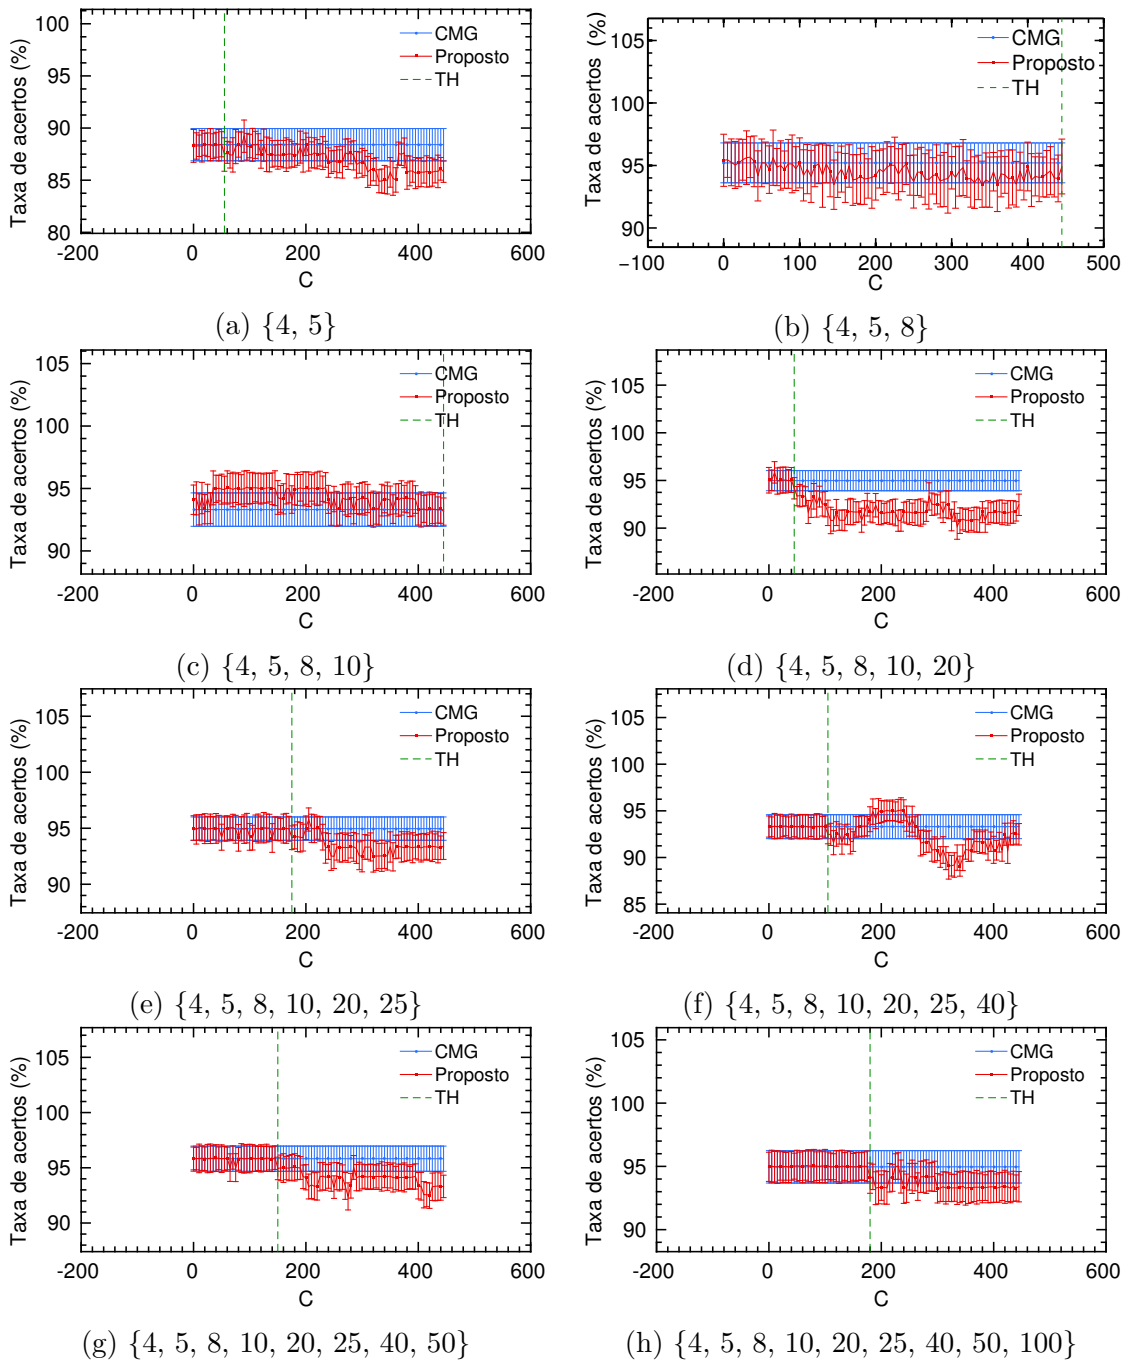 Taxa de acertos (%)
100
95
90
85
80
CMG
Proposto
TH
-200 0 200 400 600
C
(a) {4, 5}
Taxa de acertos (%)
105
100
95
90
CMG
Proposto
TH
−100 0 100 200 300 400 500
C
(b) {4, 5, 8}
Taxa de acertos (%)
105
100
95
90
CMG
Proposto
TH
-200 0 200 400 600
C
(c) {4, 5, 8, 10}
Taxa de acertos (%)
105
100
95
90
CMG
Proposto
TH
-200 0 200 400 600
C
(d) {4, 5, 8, 10, 20}
Taxa de acertos (%)
105
100
95
90
CMG
Proposto
TH
-200 0 200 400 600
C
(e) {4, 5, 8, 10, 20, 25}
Taxa de acertos (%)
105
100
95
90
85
CMG
Proposto
TH
-200 0 200 400 600
C
(f) {4, 5, 8, 10, 20, 25, 40}
Taxa de acertos (%)
105
100
95
90
CMG
Proposto
TH
-200 0 200 400 600
C
(g) {4, 5, 8, 10, 20, 25, 40, 50}
Taxa de acertos (%)
105
100
95
90
CMG
Proposto
TH
-200 0 200 400 600
C
(h) {4, 5, 8, 10, 20, 25, 40, 50, 100}